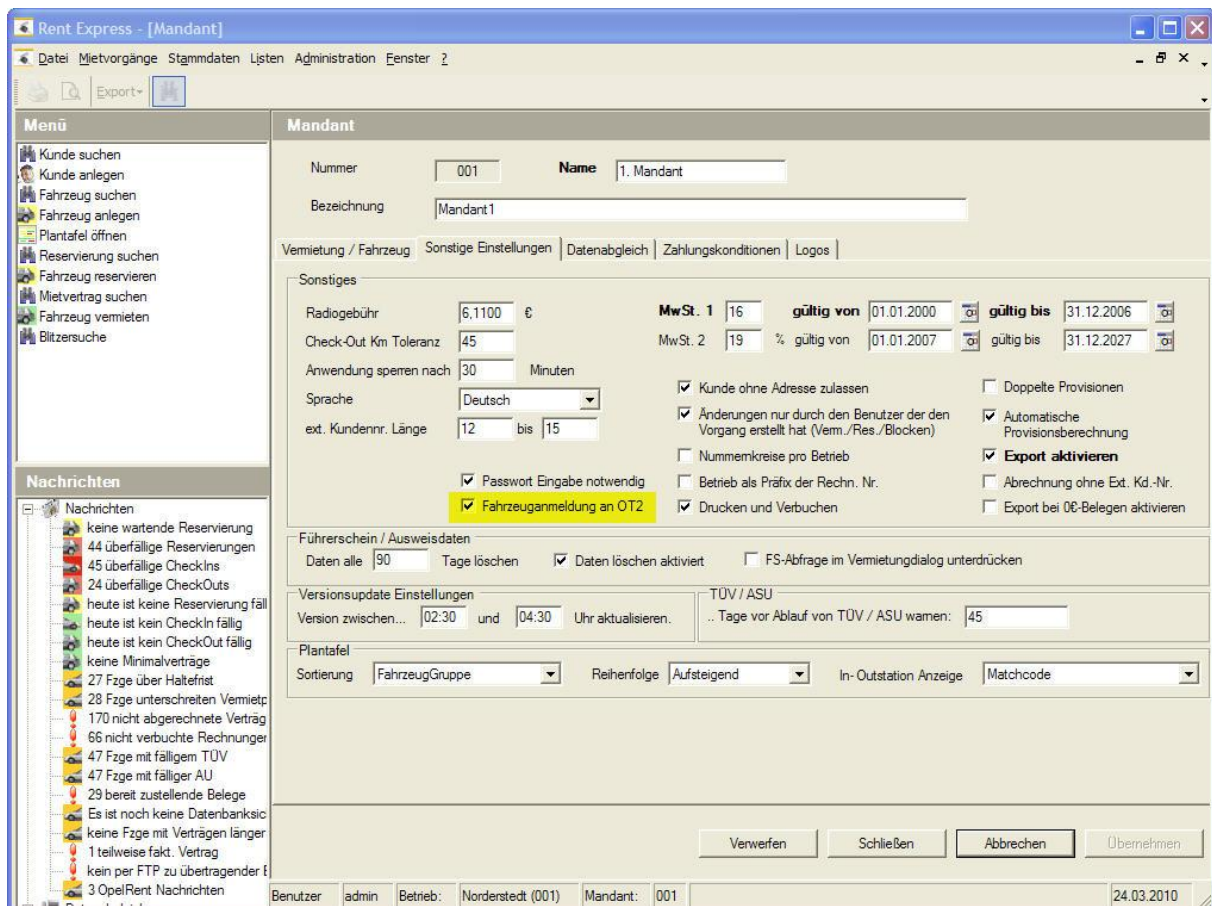 Rent Express - [Mandant]
Datei Mietvorgänge Stammdaten Listen Administration Fenster ?
Export
Menü
Kunde suchen
Kunde anlegen
Fahrzeug suchen
Fahrzeug anlegen
Plantafel öffnen
Reservierung suchen
Fahrzeug reservieren
Mietvertrag suchen
Fahrzeug vermieten
Blitzersuche
Nachrichten
Nachrichten
keine wartende Reservierung
44 überfällige Reservierungen
45 überfällige CheckIns
24 überfällige CheckOuts
heute ist keine Reservierung fäll
heute ist kein CheckIn fällig
heute ist kein CheckOut fällig
keine Minimalverträge
27 Fzge über Haltefrist
28 Fzge unterschreiten Vermietp
170 nicht abgerechnete Verträg
66 nicht verbuchte Rechnunger
47 Fzge mit fälligem TÜV
47 Fzge mit fälliger AU
29 bereit zustellende Belege
Es ist noch keine Datenbanksic
keine Fzge mit Verträgen länger
1 teilweise fakt. Vertrag
kein per FTP zu übertragender B
3 OpelRent Nachrichten
Mandant
Nummer 001 Name 1. Mandant
Bezeichnung Mandant1
Vermietung / Fahrzeug Sonstige Einstellungen Datenabgleich Zahlungskonditionen Logos
Sonstiges
Radiogebühr 6,1100 € MwSt. 1 16 gültig von 01.01.2000 gültig bis 31.12.2006
Check-Out Km Toleranz 45 MwSt. 2 19 % gültig von 01.01.2007 gültig bis 31.12.2027
Anwendung sperren nach 30 Minuten
Sprache Deutsch
ext. Kundennr. Länge 12 bis 15
Passwort Eingabe notwendig
Fahrzeuganmeldung an OT2
Kunde ohne Adresse zulassen
Änderungen nur durch den Benutzer der den
Vorgang erstellt hat (Verm./Res./Blocken)
Nummernkreise pro Betrieb
Betrieb als Präfix der Rechn. Nr.
Drucken und Verbuchen
Doppelte Provisionen
Automatische
Provisionsberechnung
Export aktivieren
Abrechnung ohne Ext. Kd.-Nr.
Export bei 0€-Belegen aktivieren
Führerschein / Ausweisdaten
Daten alle 90 Tage löschen Daten löschen aktiviert FS-Abfrage im Vermietungdialog unterdrücken
Versionsupdate Einstellungen
Version zwischen... 02:30 und 04:30 Uhr aktualisieren.
TÜV / ASU
.. Tage vor Ablauf von TÜV / ASU warnen: 45
Plantafel
Sortierung FahrzeugGruppe Reihenfolge Aufsteigend In- Outstation Anzeige Matchcode
Verwerfen Schließen Abbrechen Übernehmen
Benutzer admin Betrieb: Norderstedt (001) Mandant: 001 24.03.2010